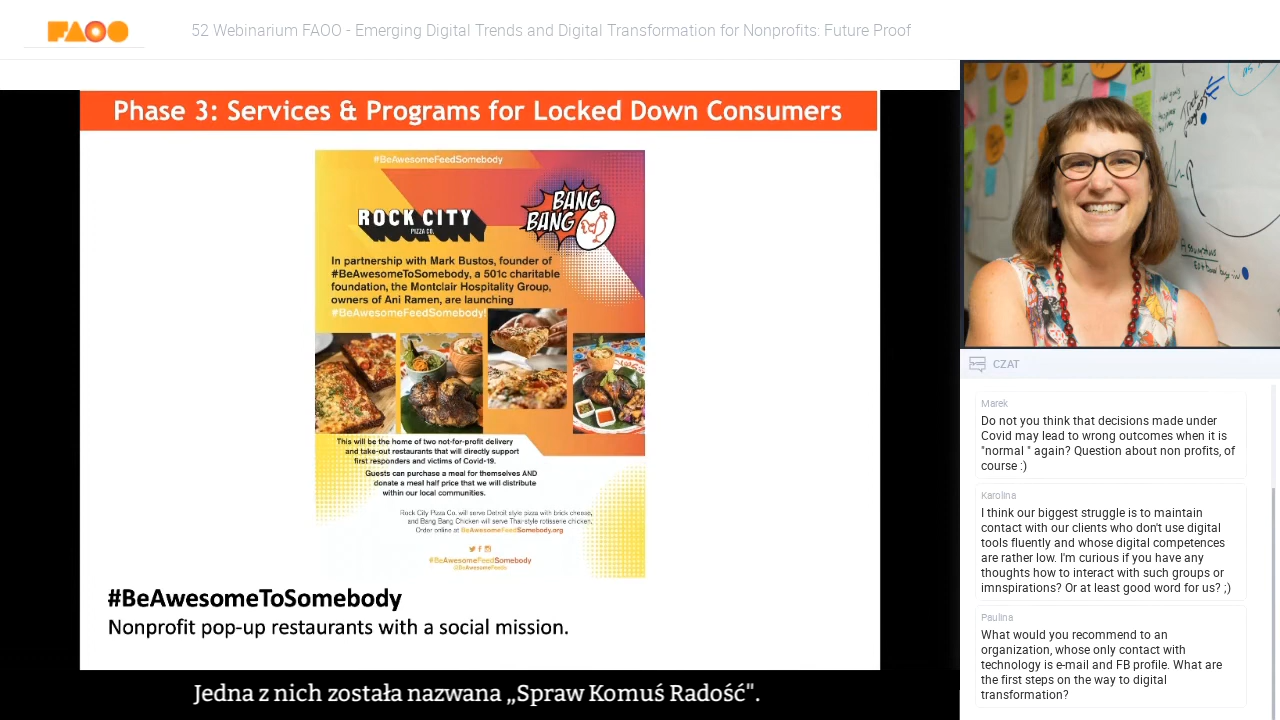 FAOO
52 Webinarium FAOO - Emerging Digital Trends and Digital Transformation for Nonprofits: Future Proof
Phase 3: Services & Programs for Locked Down Consumers
#BeAwesomeFeedSomebody
ROCK CITY
PIZZA CO.
BANG
BANG
In partnership with Mark Bustos, founder of
#BeAwesomeToSomebody, a 501c charitable
foundation, the Montclair Hospitality Group,
owners of Ani Ramen, are launching
#BeAwesomeFeedSomebody!
This will be the home of two not-for-profit delivery
and take-out restaurants that will directly support
first responders and victims of Covid-19.
Guests can purchase a meal for themselves AND
donate a meal half price that we will distribute
within our local communities.
Rock City Pizza Co. will serve Detroit style pizza with brick cheese,
and Bang Bang Chicken will serve Thai-style rotisserie chicken.
Order online at BeAwesomeFeedSomebody.org
#BeAwesomeFeedSomebody
@BeAwesomeFeeds
#BeAwesomeToSomebody
Nonprofit pop-up restaurants with a social mission.
Jedna z nich została nazwana „Spraw Komuś Radość".
CZAT
Marek
Do not you think that decisions made under
Covid may lead to wrong outcomes when it is
"normal " again? Question about non profits, of
course :)
Karolina
I think our biggest struggle is to maintain
contact with our clients who don't use digital
tools fluently and whose digital competences
are rather low. I'm curious if you have any
thoughts how to interact with such groups or
imnspirations? Or at least good word for us? ;)
Paulina
What would you recommend to an
organization, whose only contact with
technology is e-mail and FB profile. What are
the first steps on the way to digital
transformation?